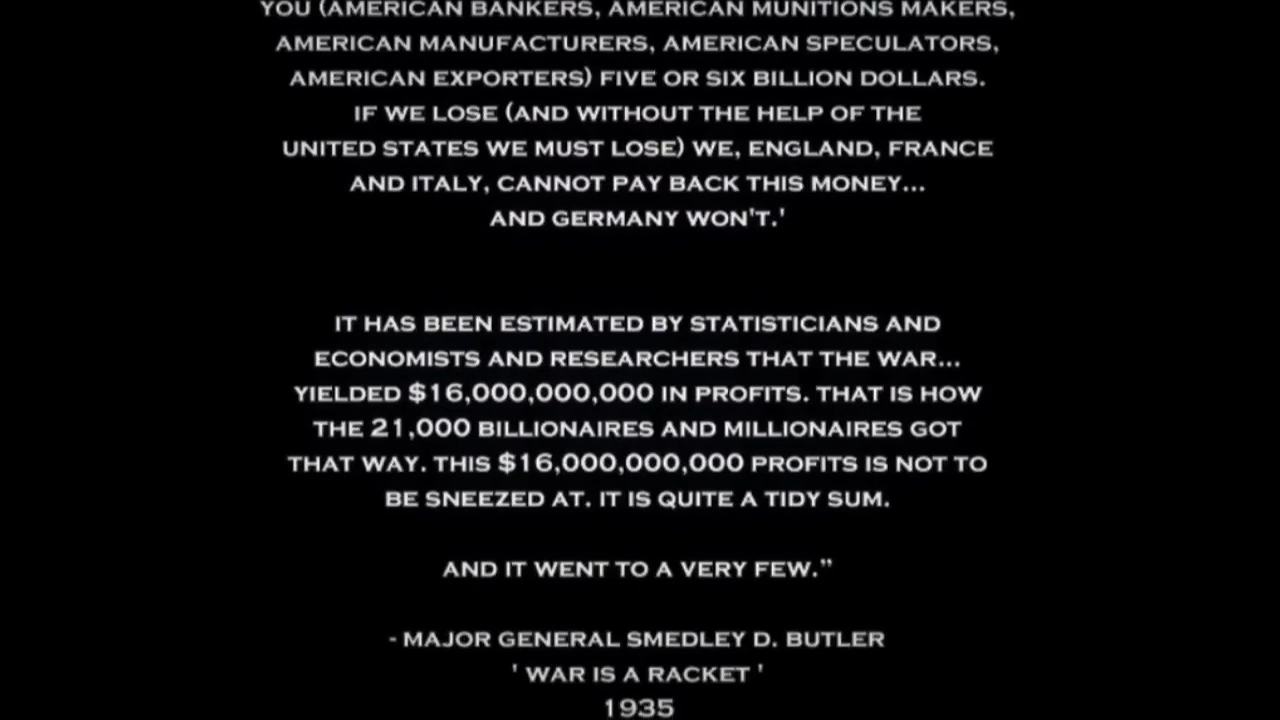 YOU (AMERICAN BANKERS, AMERICAN MUNITIONS MAKERS,
AMERICAN MANUFACTURERS, AMERICAN SPECULATORS,
AMERICAN EXPORTERS) FIVE OR SIX BILLION DOLLARS.
IF WE LOSE (AND WITHOUT THE HELP OF THE
UNITED STATES WE MUST LOSE) WE, ENGLAND, FRANCE
AND ITALY, CANNOT PAY BACK THIS MONEY...
AND GERMANY WON'T.'
IT HAS BEEN ESTIMATED BY STATISTICIANS AND
ECONOMISTS AND RESEARCHERS THAT THE WAR...
YIELDED $16,000,000,000 IN PROFITS. THAT IS HOW
THE 21,000 BILLIONAIRES AND MILLIONAIRES GOT
THAT WAY. THIS $16,000,000,000 PROFITS IS NOT TO
BE SNEEZED AT. IT IS QUITE A TIDY SUM.
AND IT WENT TO A VERY FEW.”
- MAJOR GENERAL SMEDLEY D. BUTLER
' WAR IS A RACKET '
1935